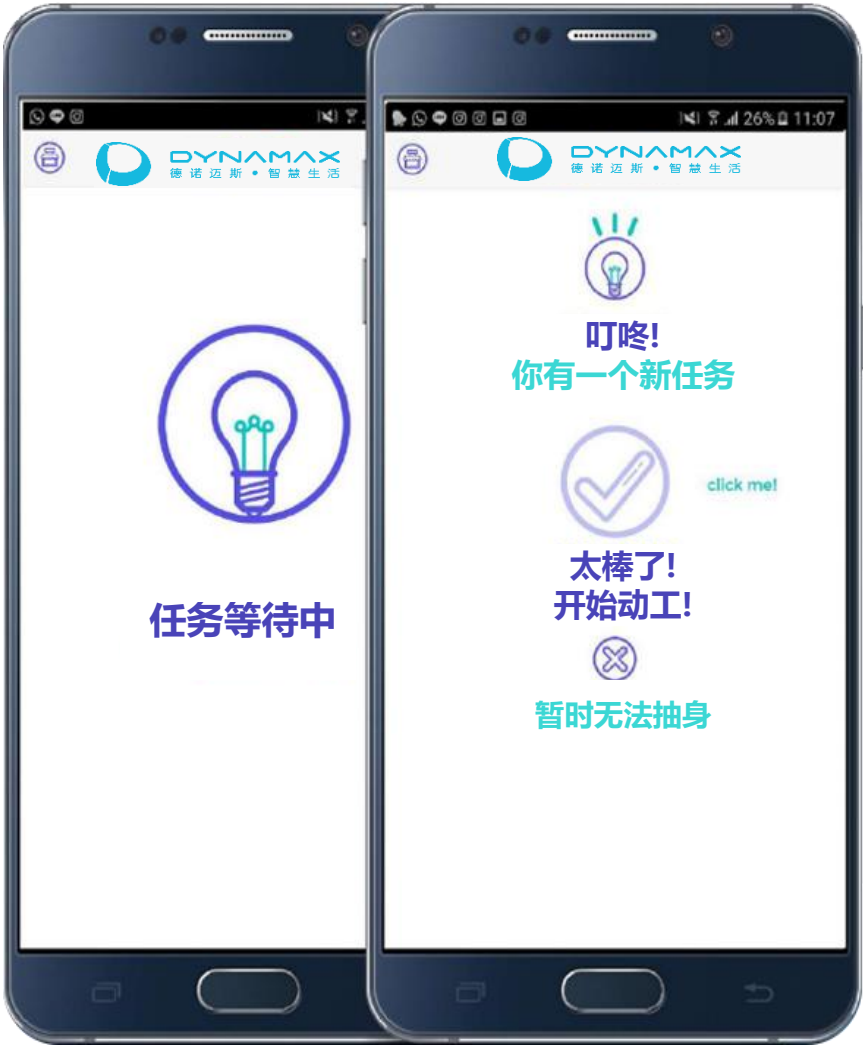 DYNAMAX
德诺迈斯•智慧生活
任务等待中
26% 11:07
DYNAMAX
德诺迈斯•智慧生活
叮咚!
你有一个新任务
click me!
太棒了!
开始动工!
暂时无法抽身